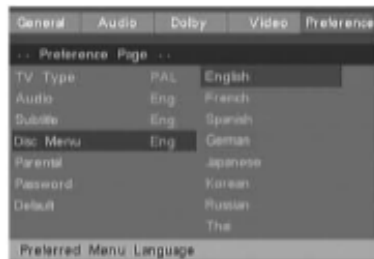 General Audio Dolby Video Preference
.. Preference Page ..
TV Type PAL English
Audio Eng French
Subtitle Eng Spanish
Disc Menu Eng German
Parental Japanese
Password Korean
Default Russian
Thai
Preferred Menu Language